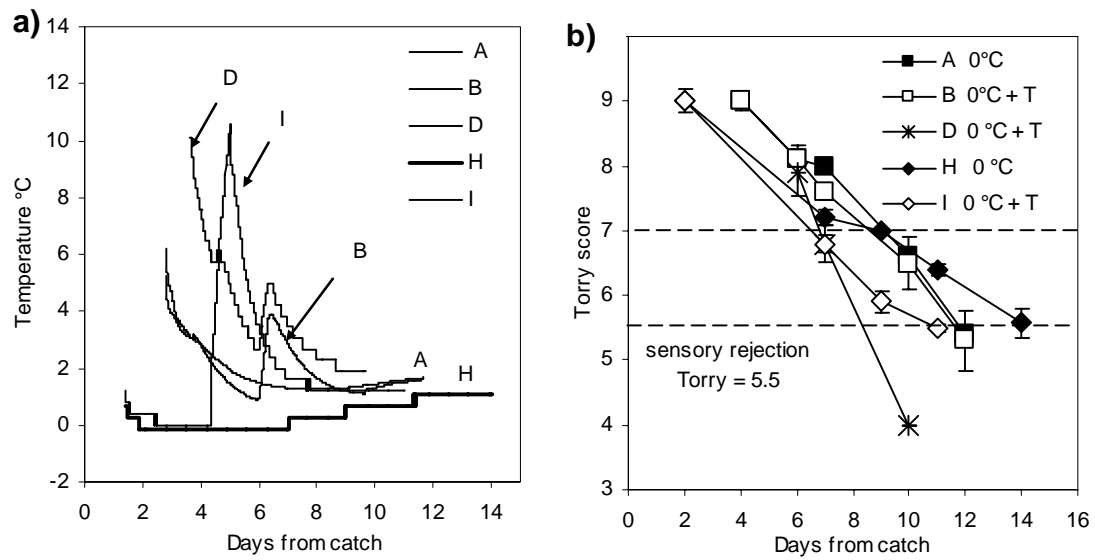 a)
14
12
10
8
6
4
2
0
-2
Temperature °C
0 2 4 6 8 10 12 14
Days from catch
D
I
B
A
H
A
B
D
H
I
b)
9
8
7
6
5
4
3
Torry score
0 2 4 6 8 10 12 14 16
Days from catch
A 0°C
B 0°C + T
D 0 °C + T
H 0 °C
I 0 °C + T
sensory rejection
Torry = 5.5